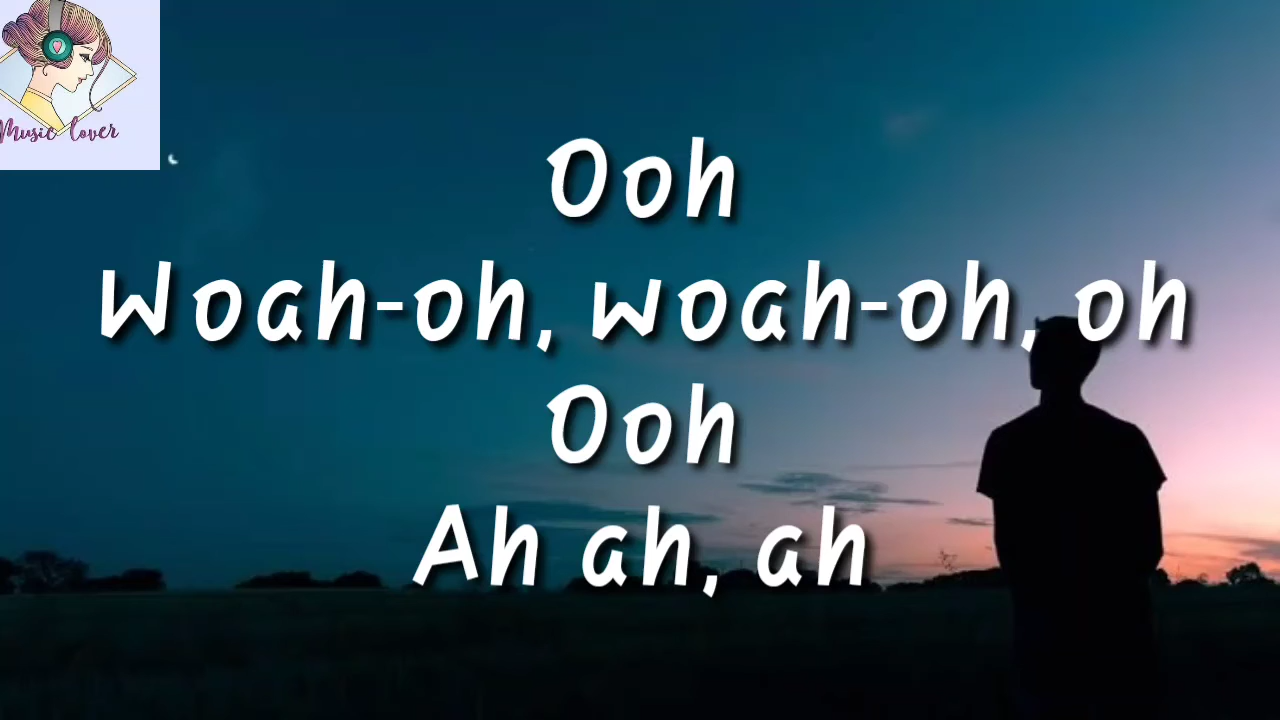 Music lover
Ooh
Woah-oh, woah-oh, oh
Ooh
Ah ah, ah